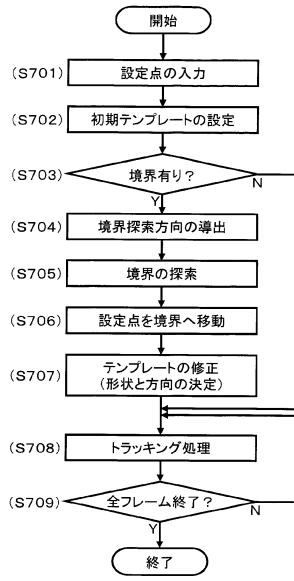 開始
(S701) 設定点の入力
(S702) 初期テンプレートの設定
(S703) 境界有り? N
Y
(S704) 境界探索方向の導出
(S705) 境界の探索
(S706) 設定点を境界へ移動
(S707) テンプレートの修正
(形状と方向の決定)
(S708) トラッキング処理
(S709) 全フレーム終了? N
Y
終了